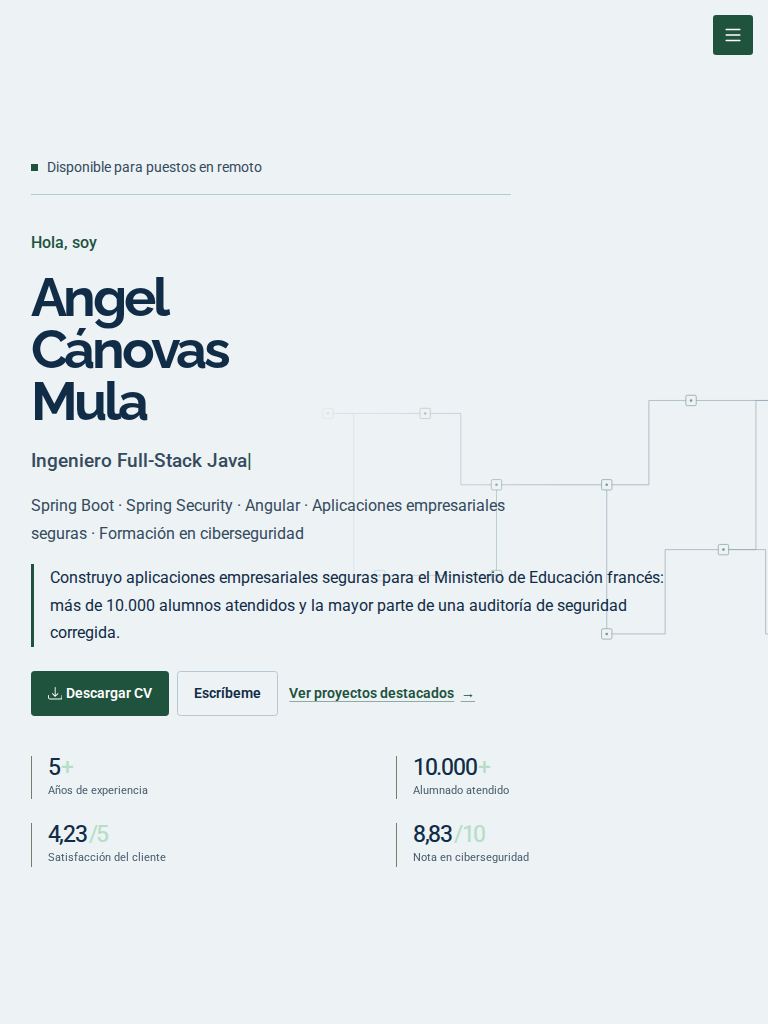 Disponible para puestos en remoto
Hola, soy
Angel
Cánovas
Mula
Ingeniero Full-Stack Java|
Spring Boot · Spring Security · Angular · Aplicaciones empresariales
seguras · Formación en ciberseguridad
Construyo aplicaciones empresariales seguras para el Ministerio de Educación francés:
más de 10.000 alumnos atendidos y la mayor parte de una auditoría de seguridad
corregida.
Descargar CV
Escríbeme
Ver proyectos destacados →
5+
Años de experiencia
10.000+
Alumnado atendido
4,23/5
Satisfacción del cliente
8,83/10
Nota en ciberseguridad